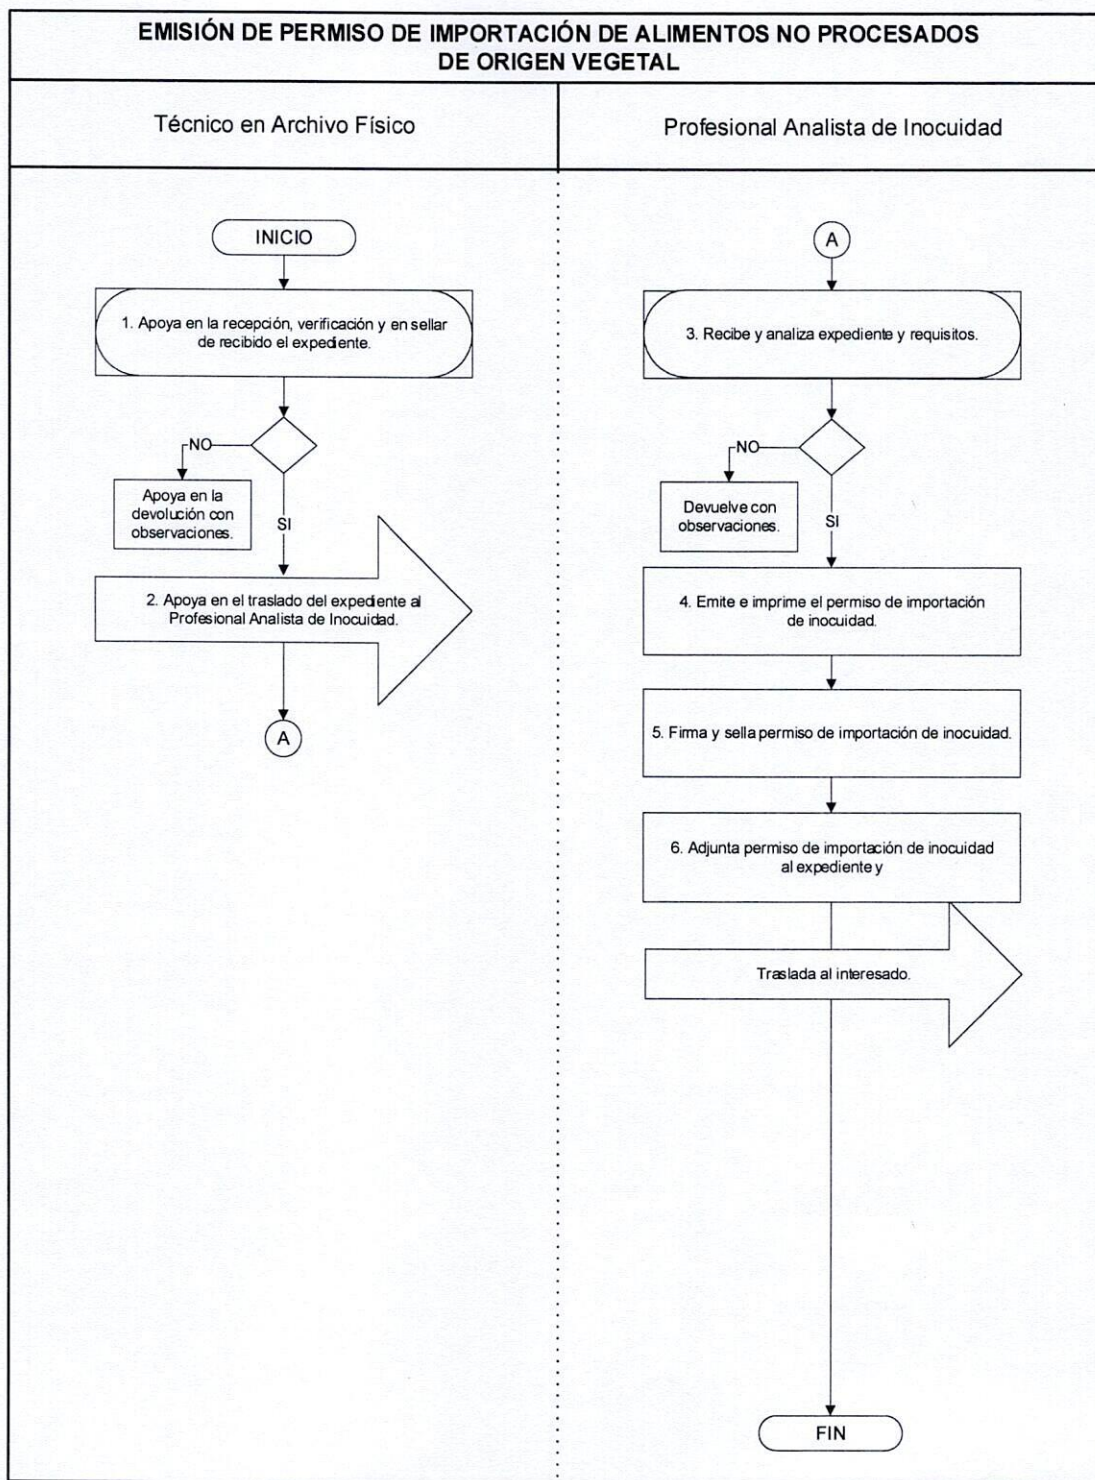 EMISIÓN DE PERMISO DE IMPORTACIÓN DE ALIMENTOS NO PROCESADOS
DE ORIGEN VEGETAL
Técnico en Archivo Físico
Profesional Analista de Inocuidad
INICIO
1. Apoya en la recepción, verificación y en sellar
de recibido el expediente.
NO
Apoya en la
devolución con
observaciones.
SI
2. Apoya en el traslado del expediente al
Profesional Analista de Inocuidad.
A
A
3. Recibe y analiza expediente y requisitos.
NO
Devuelve con
observaciones.
SI
4. Emite e imprime el permiso de importación
de inocuidad.
5. Firma y sella permiso de importación de inocuidad.
6. Adjunta permiso de importación de inocuidad
al expediente y
Traslada al interesado.
FIN